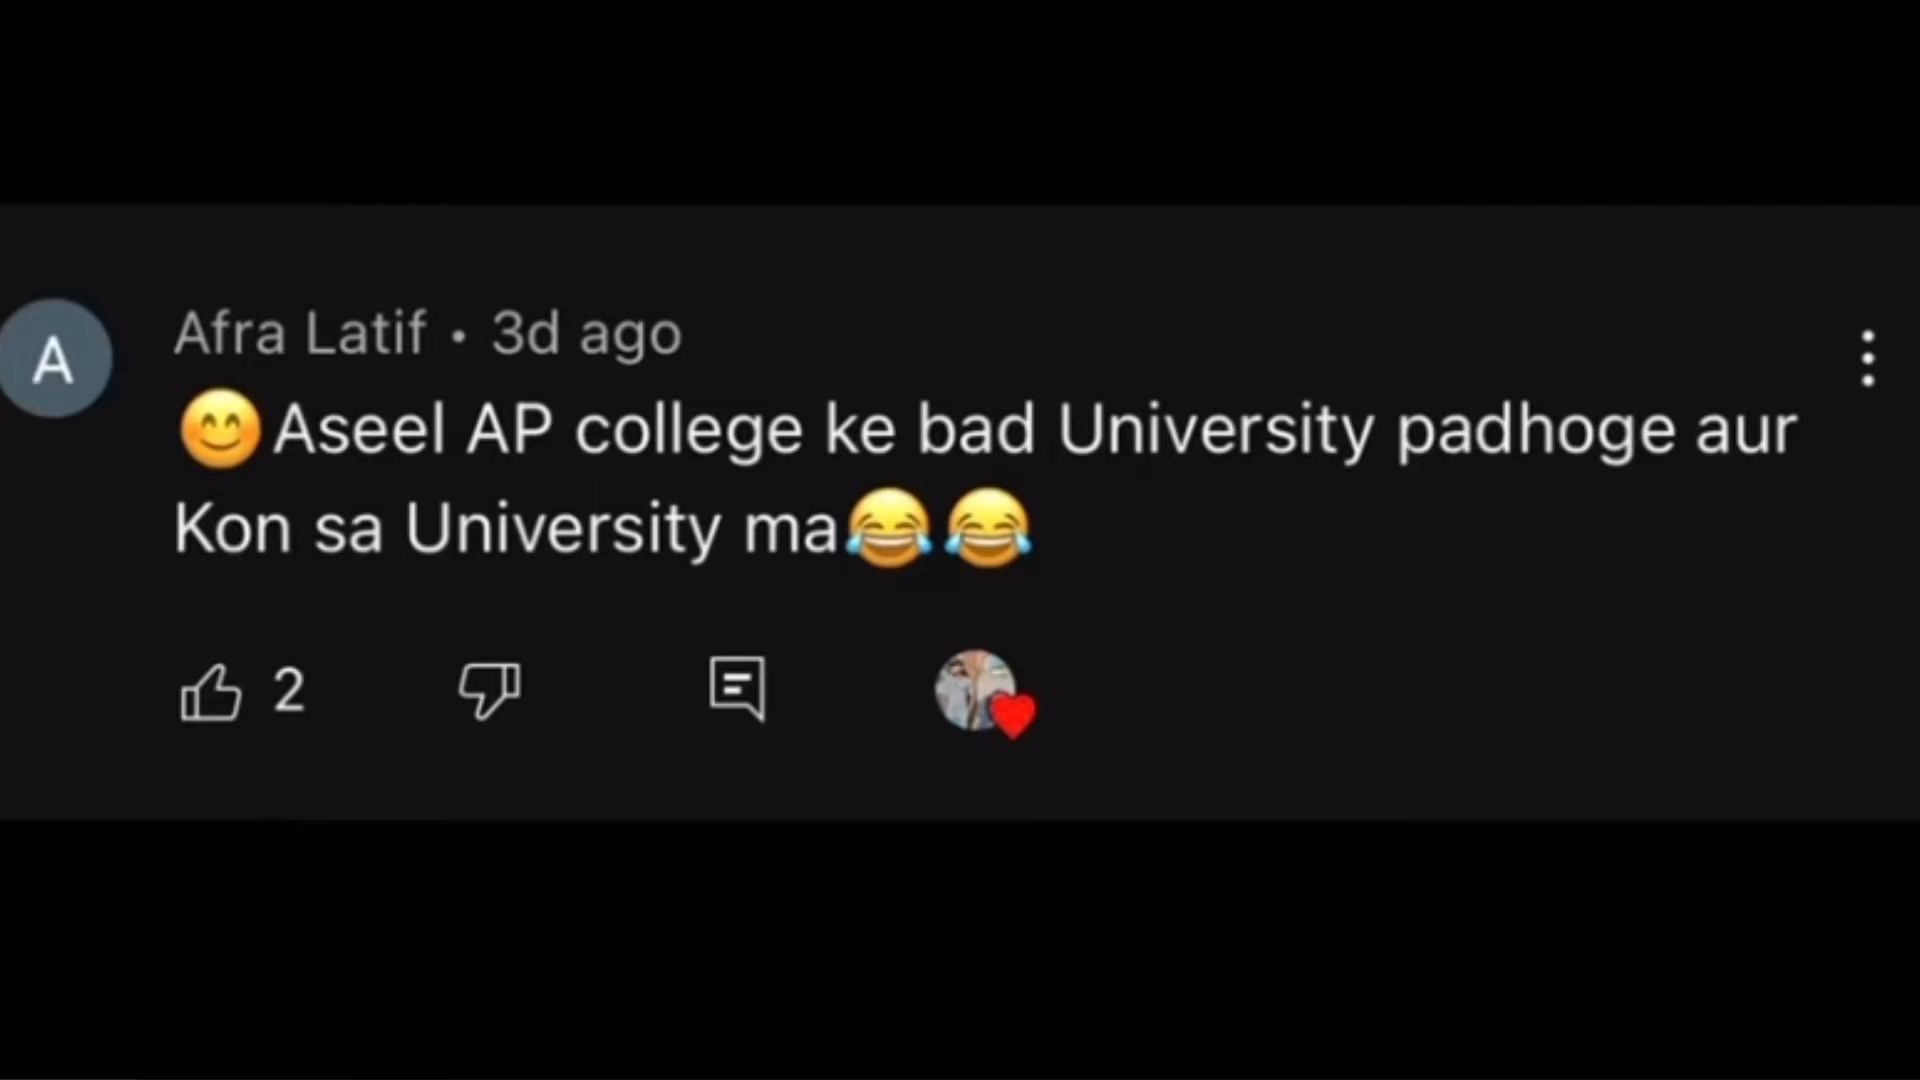 A
Afra Latif • 3d ago
😊Aseel AP college ke bad University padhoge aur
Kon sa University ma😂😂
2